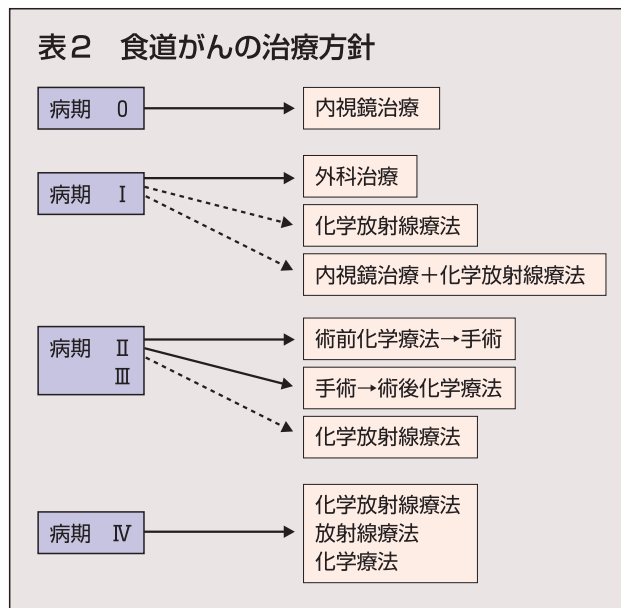 表2 食道がんの治療方針
病期 0
内視鏡治療
病期 Ⅰ
外科治療
化学放射線療法
内視鏡治療+化学放射線療法
病期 Ⅱ
Ⅲ
術前化学療法→手術
手術→術後化学療法
化学放射線療法
病期 Ⅳ
化学放射線療法
放射線療法
化学療法